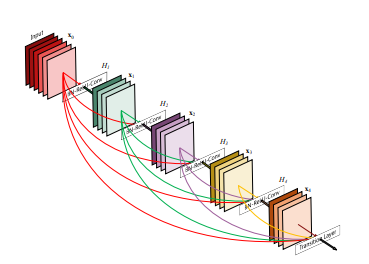 Input
x₀
H₁
BN-ReLU-Conv
x₁
H₂
BN-ReLU-Conv
x₂
H₃
BN-ReLU-Conv
x₃
H₄
BN-ReLU-Conv
x₄
Transition Layer